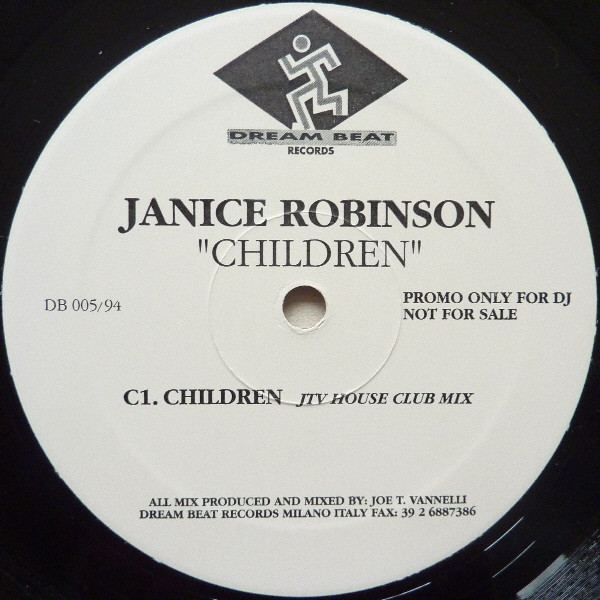 DREAM BEAT
RECORDS
JANICE ROBINSON
"CHILDREN"
DB 005/94
PROMO ONLY FOR DJ
NOT FOR SALE
C1. CHILDREN JTV HOUSE CLUB MIX
ALL MIX PRODUCED AND MIXED BY: JOE T. VANNELLI
DREAM BEAT RECORDS MILANO ITALY FAX: 39 2 6887386